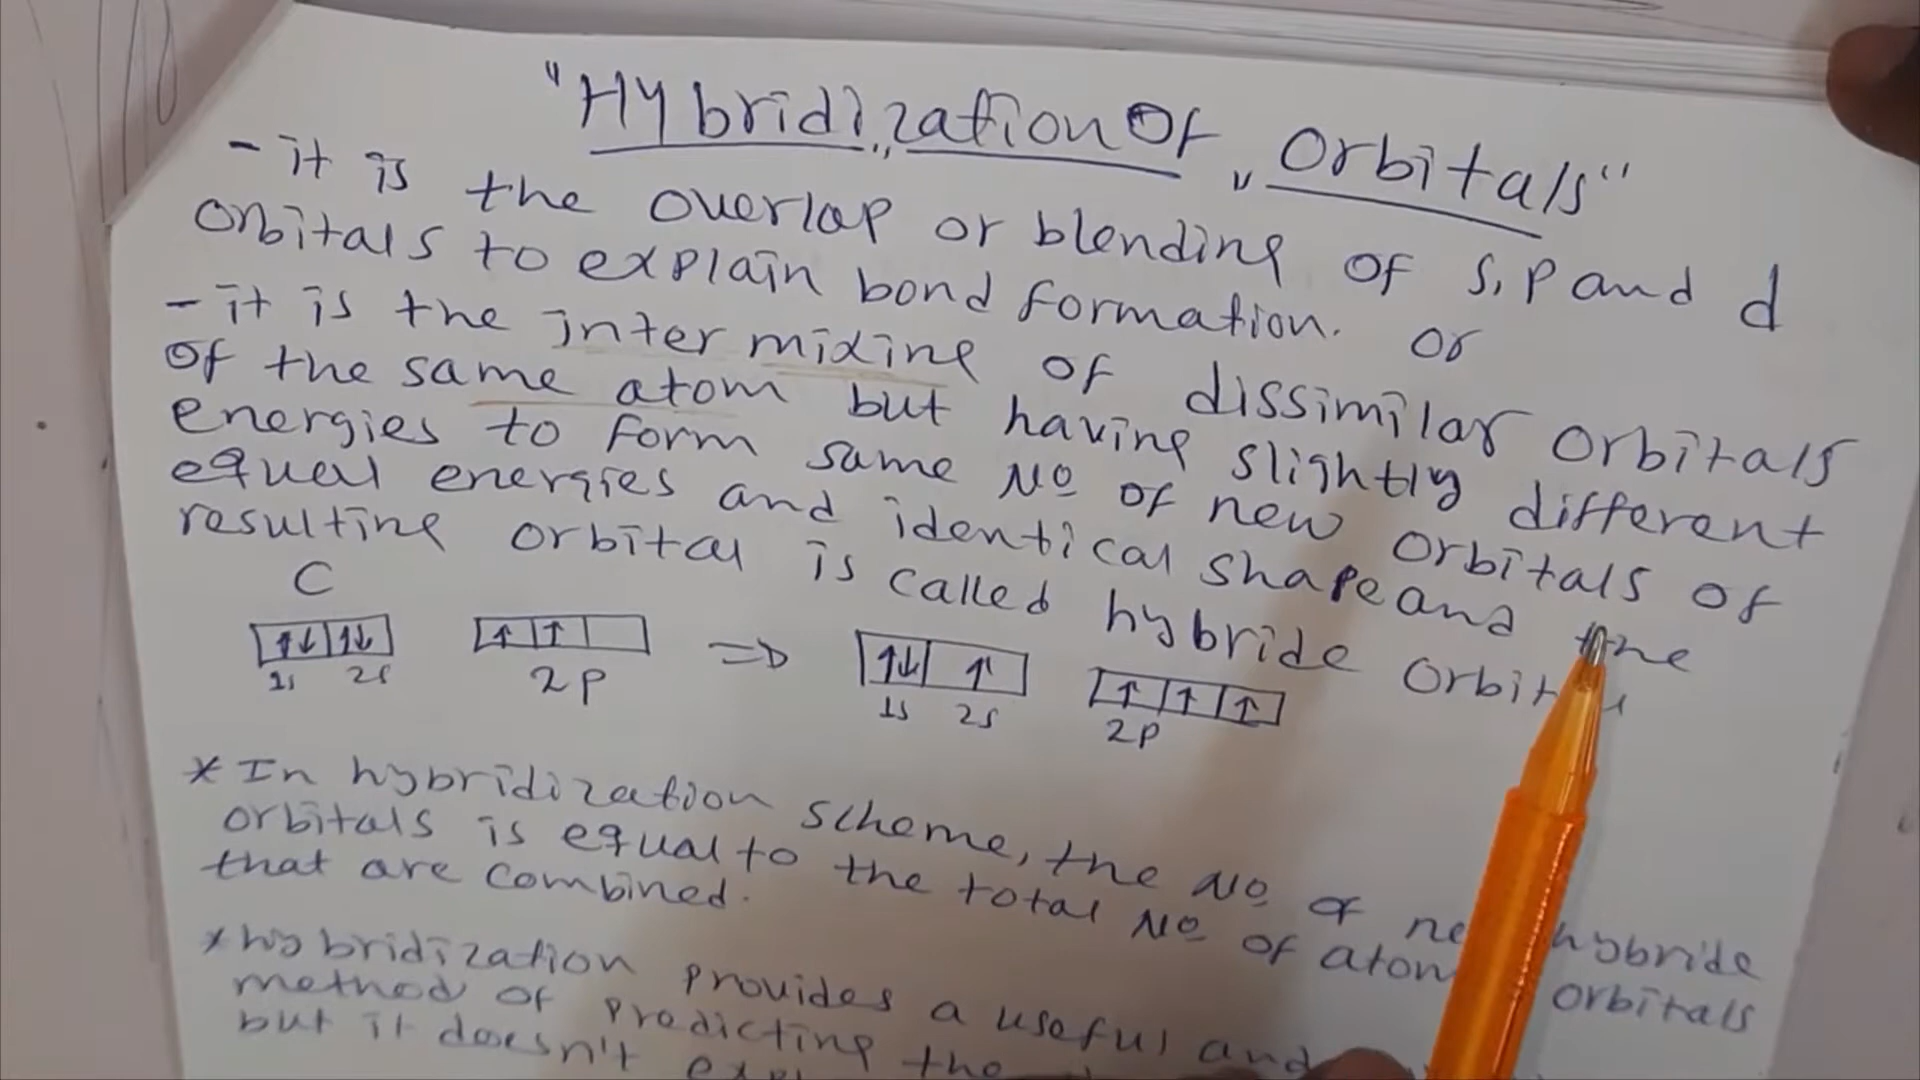 "Hybridization Of Orbitals"
- it is the overlap or blending of s, p and d
orbitals to explain bond formation. or
- it is the inter mixing of dissimilar orbitals
of the same atom but having slightly different
energies to form same No of new orbitals of
equal energies and identical shape and the
resulting orbital is called hybride
C
1s 2s 2p => 1s 2s 2p
* In hybridization scheme, the No of hybride
orbitals is equal to the total No of orbitals
that are combined.
* hybridization provides a useful and
method of predicting the
but it doesn't